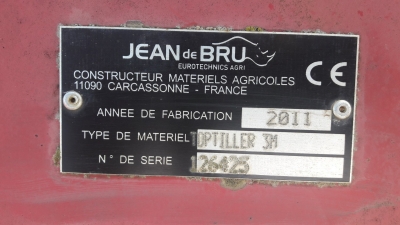 JEAN de BRU
EUROTECHNICS AGRI
CONSTRUCTEUR MATERIELS AGRICOLES
11090 CARCASSONNE - FRANCE
CE
ANNEE DE FABRICATION 2011
TYPE DE MATERIEL TOPTILLER 3M
N° DE SERIE 126425